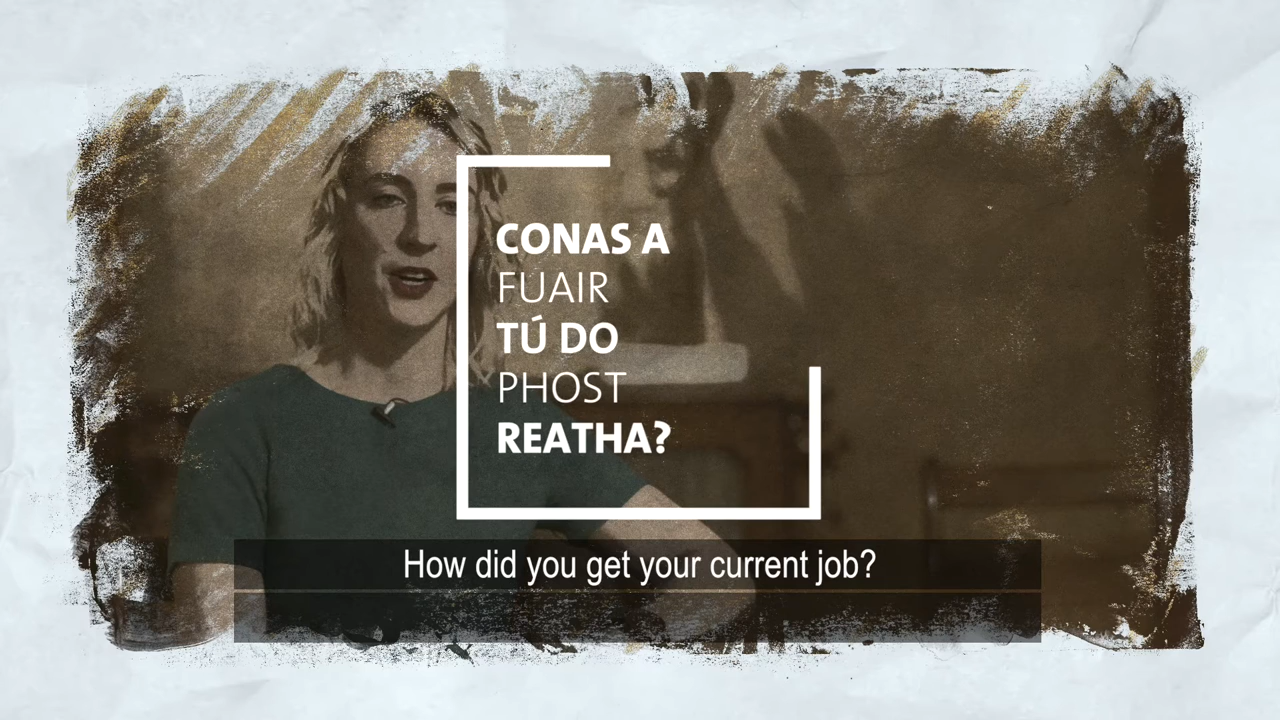 CONAS A
FUAIR
TÚ DO
PHOST
REATHA?
How did you get your current job?